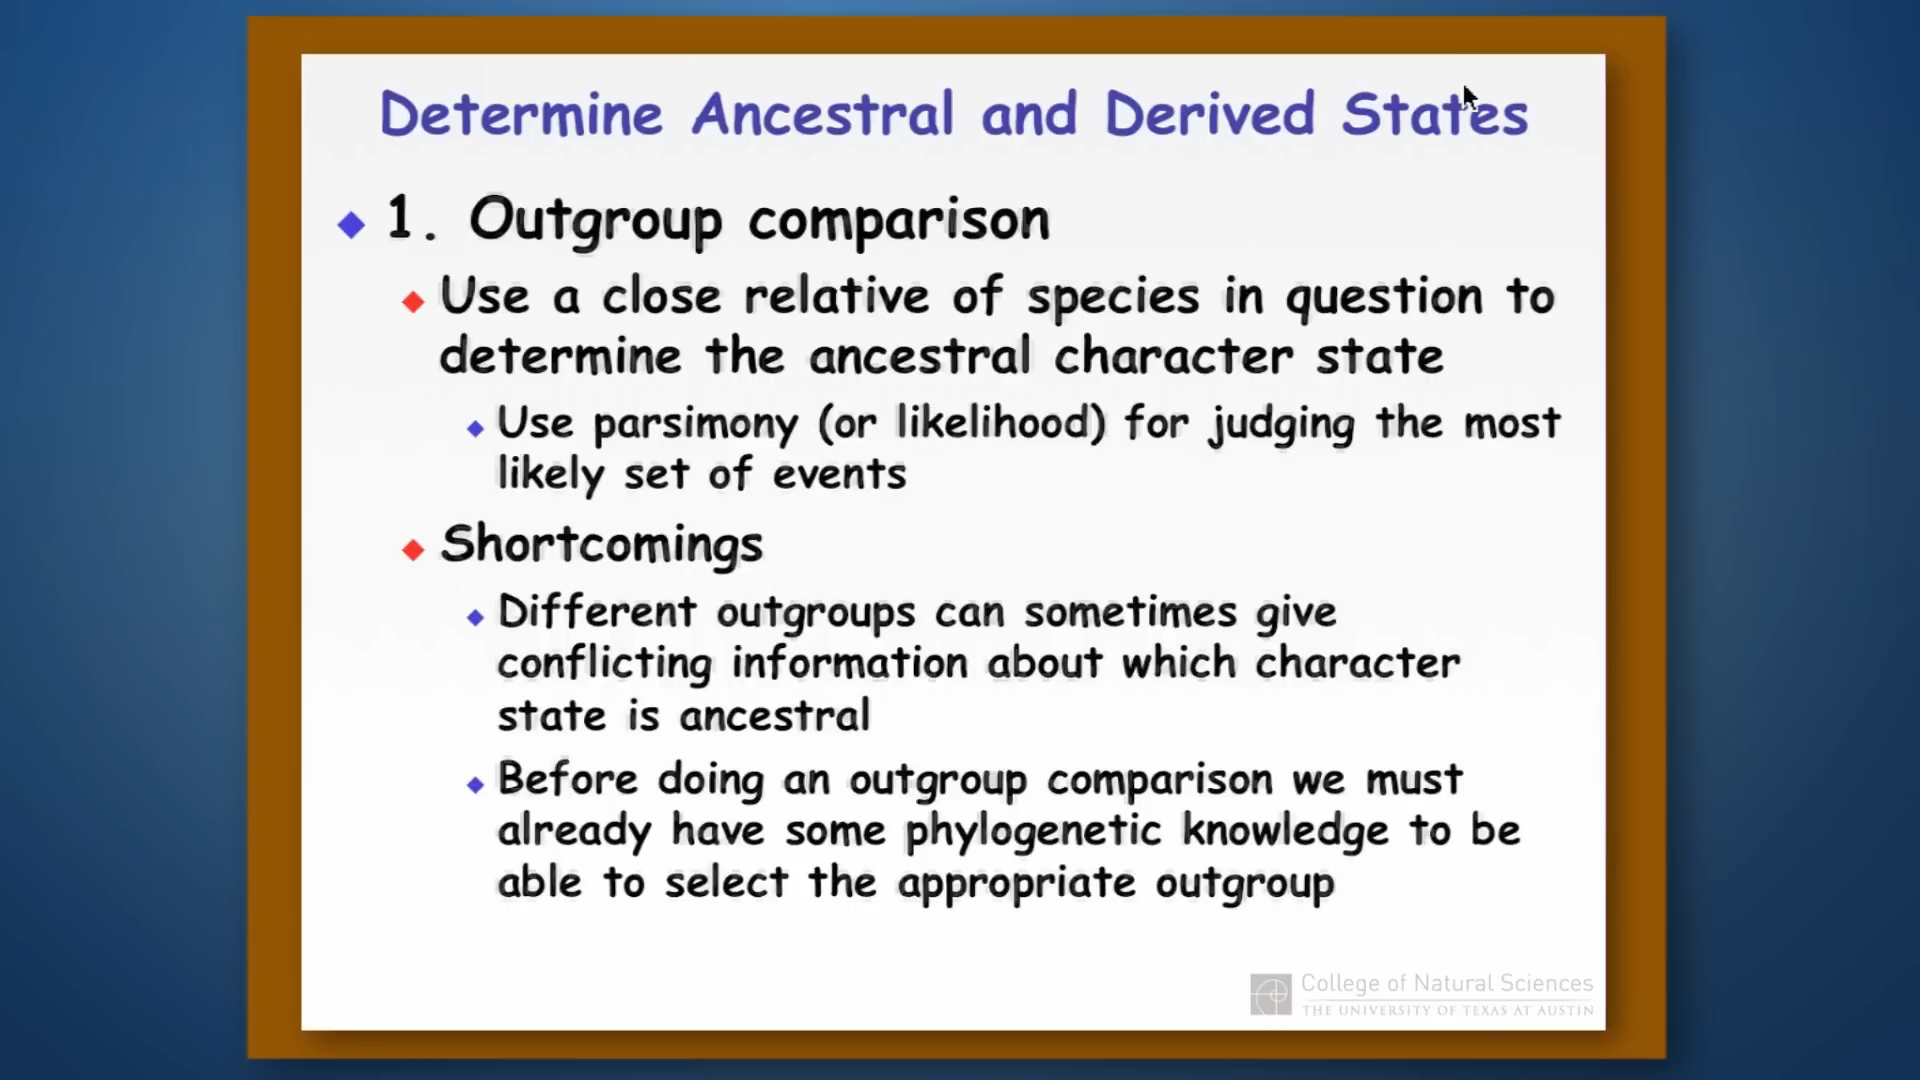 Determine Ancestral and Derived States
1. Outgroup comparison
Use a close relative of species in question to
determine the ancestral character state
Use parsimony (or likelihood) for judging the most
likely set of events
Shortcomings
Different outgroups can sometimes give
conflicting information about which character
state is ancestral
Before doing an outgroup comparison we must
already have some phylogenetic knowledge to be
able to select the appropriate outgroup
College of Natural Sciences
THE UNIVERSITY OF TEXAS AT AUSTIN